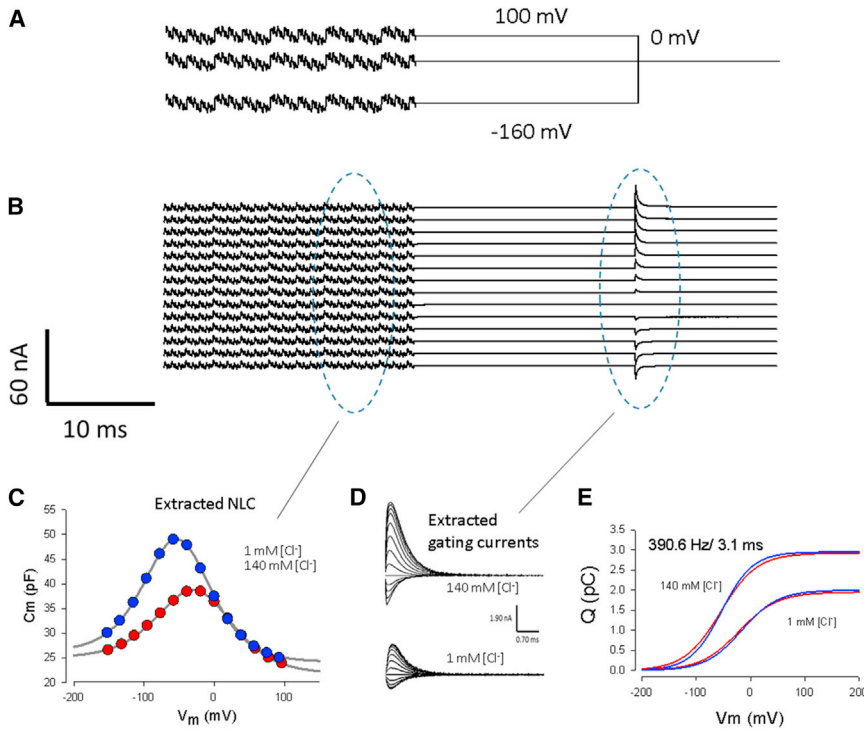 A
100 mV
0 mV
-160 mV
B
60 nA
10 ms
C
Extracted NLC
1 mM [Cl-]
140 mM [Cl-]
Cm (pF)
55
50
45
40
35
30
25
20
-200
-100
0
100
Vm (mV)
D
Extracted
gating currents
140 mM [Cl-]
1.90 nA
0.70 ms
1 mM [Cl-]
E
390.6 Hz/ 3.1 ms
140 mM [Cl-]
1 mM [Cl-]
Q (pC)
3.5
3.0
2.5
2.0
1.5
1.0
0.5
0.0
-200
-100
0
100
200
Vm (mV)